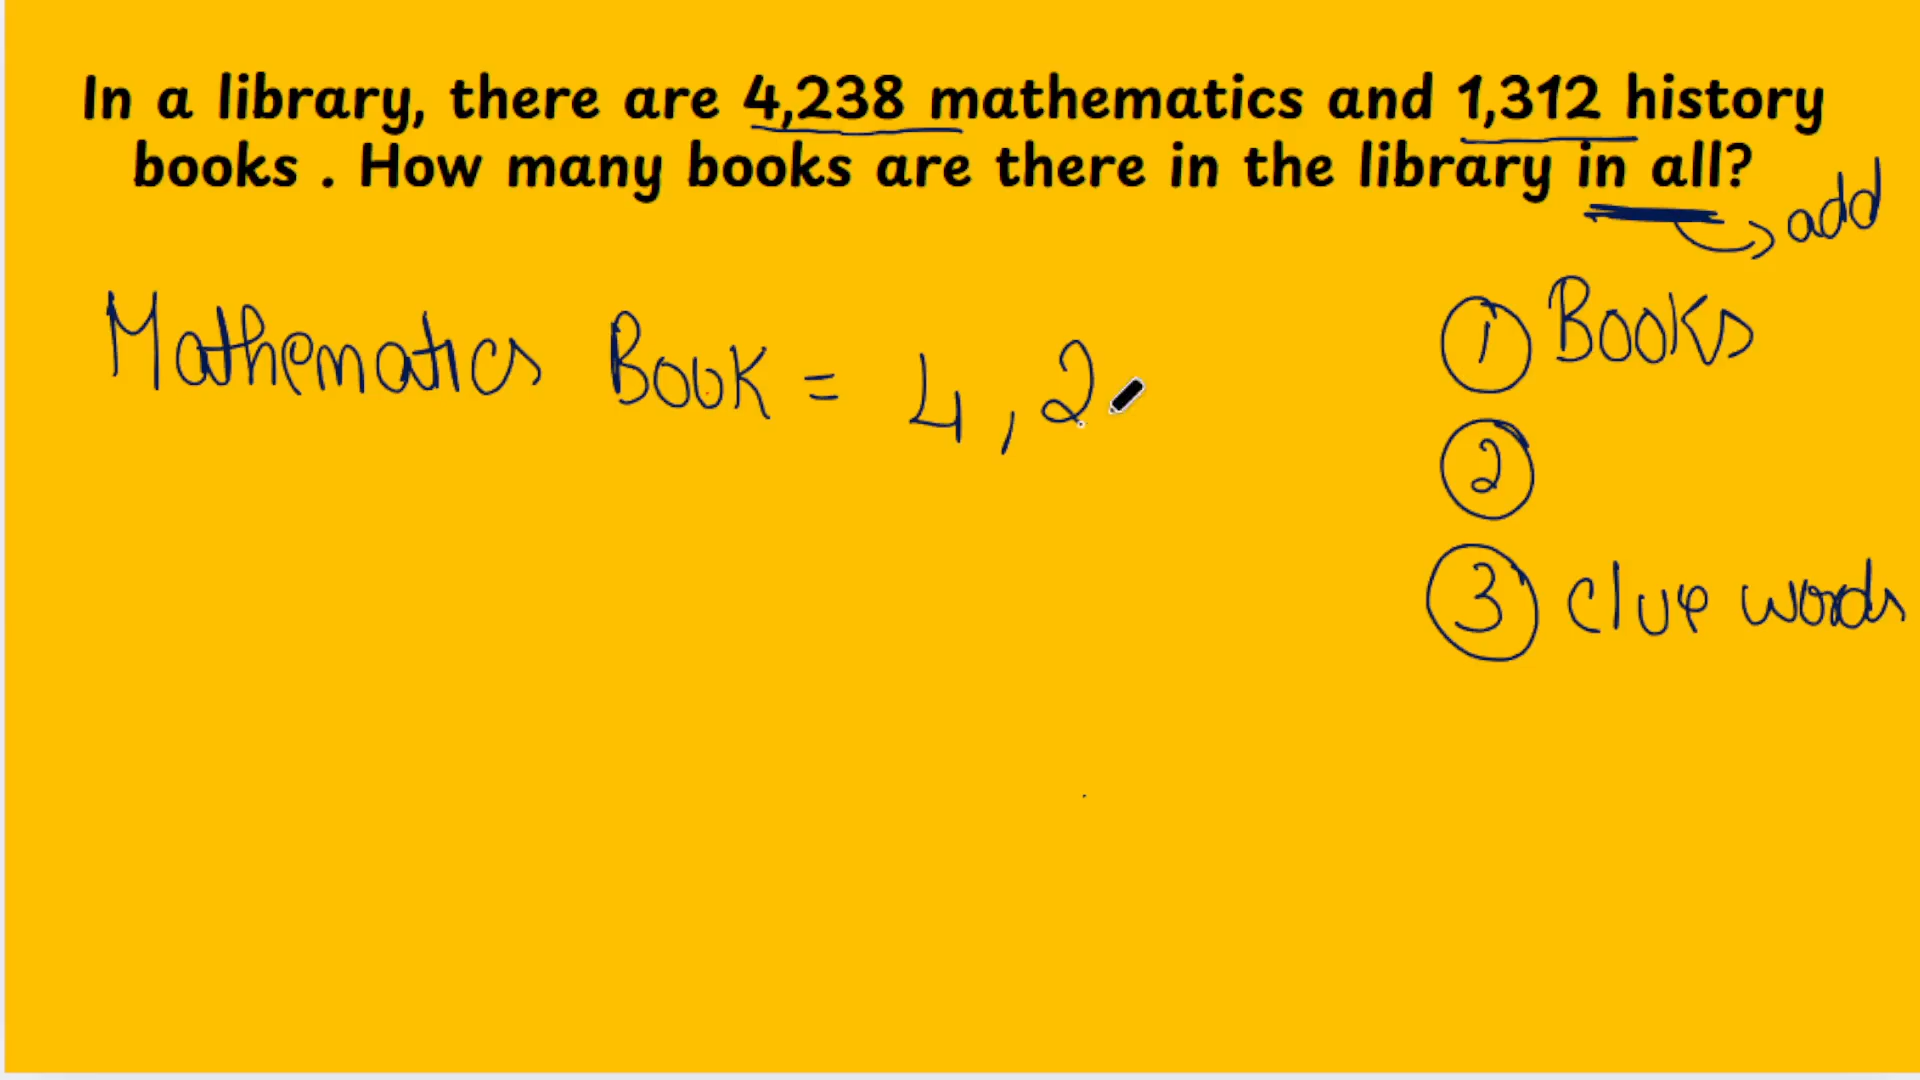 In a library, there are 4,238 mathematics and 1,312 history
books . How many books are there in the library in all?
add
Mathematics Book = 4,2
1 Books
2
3 clue words